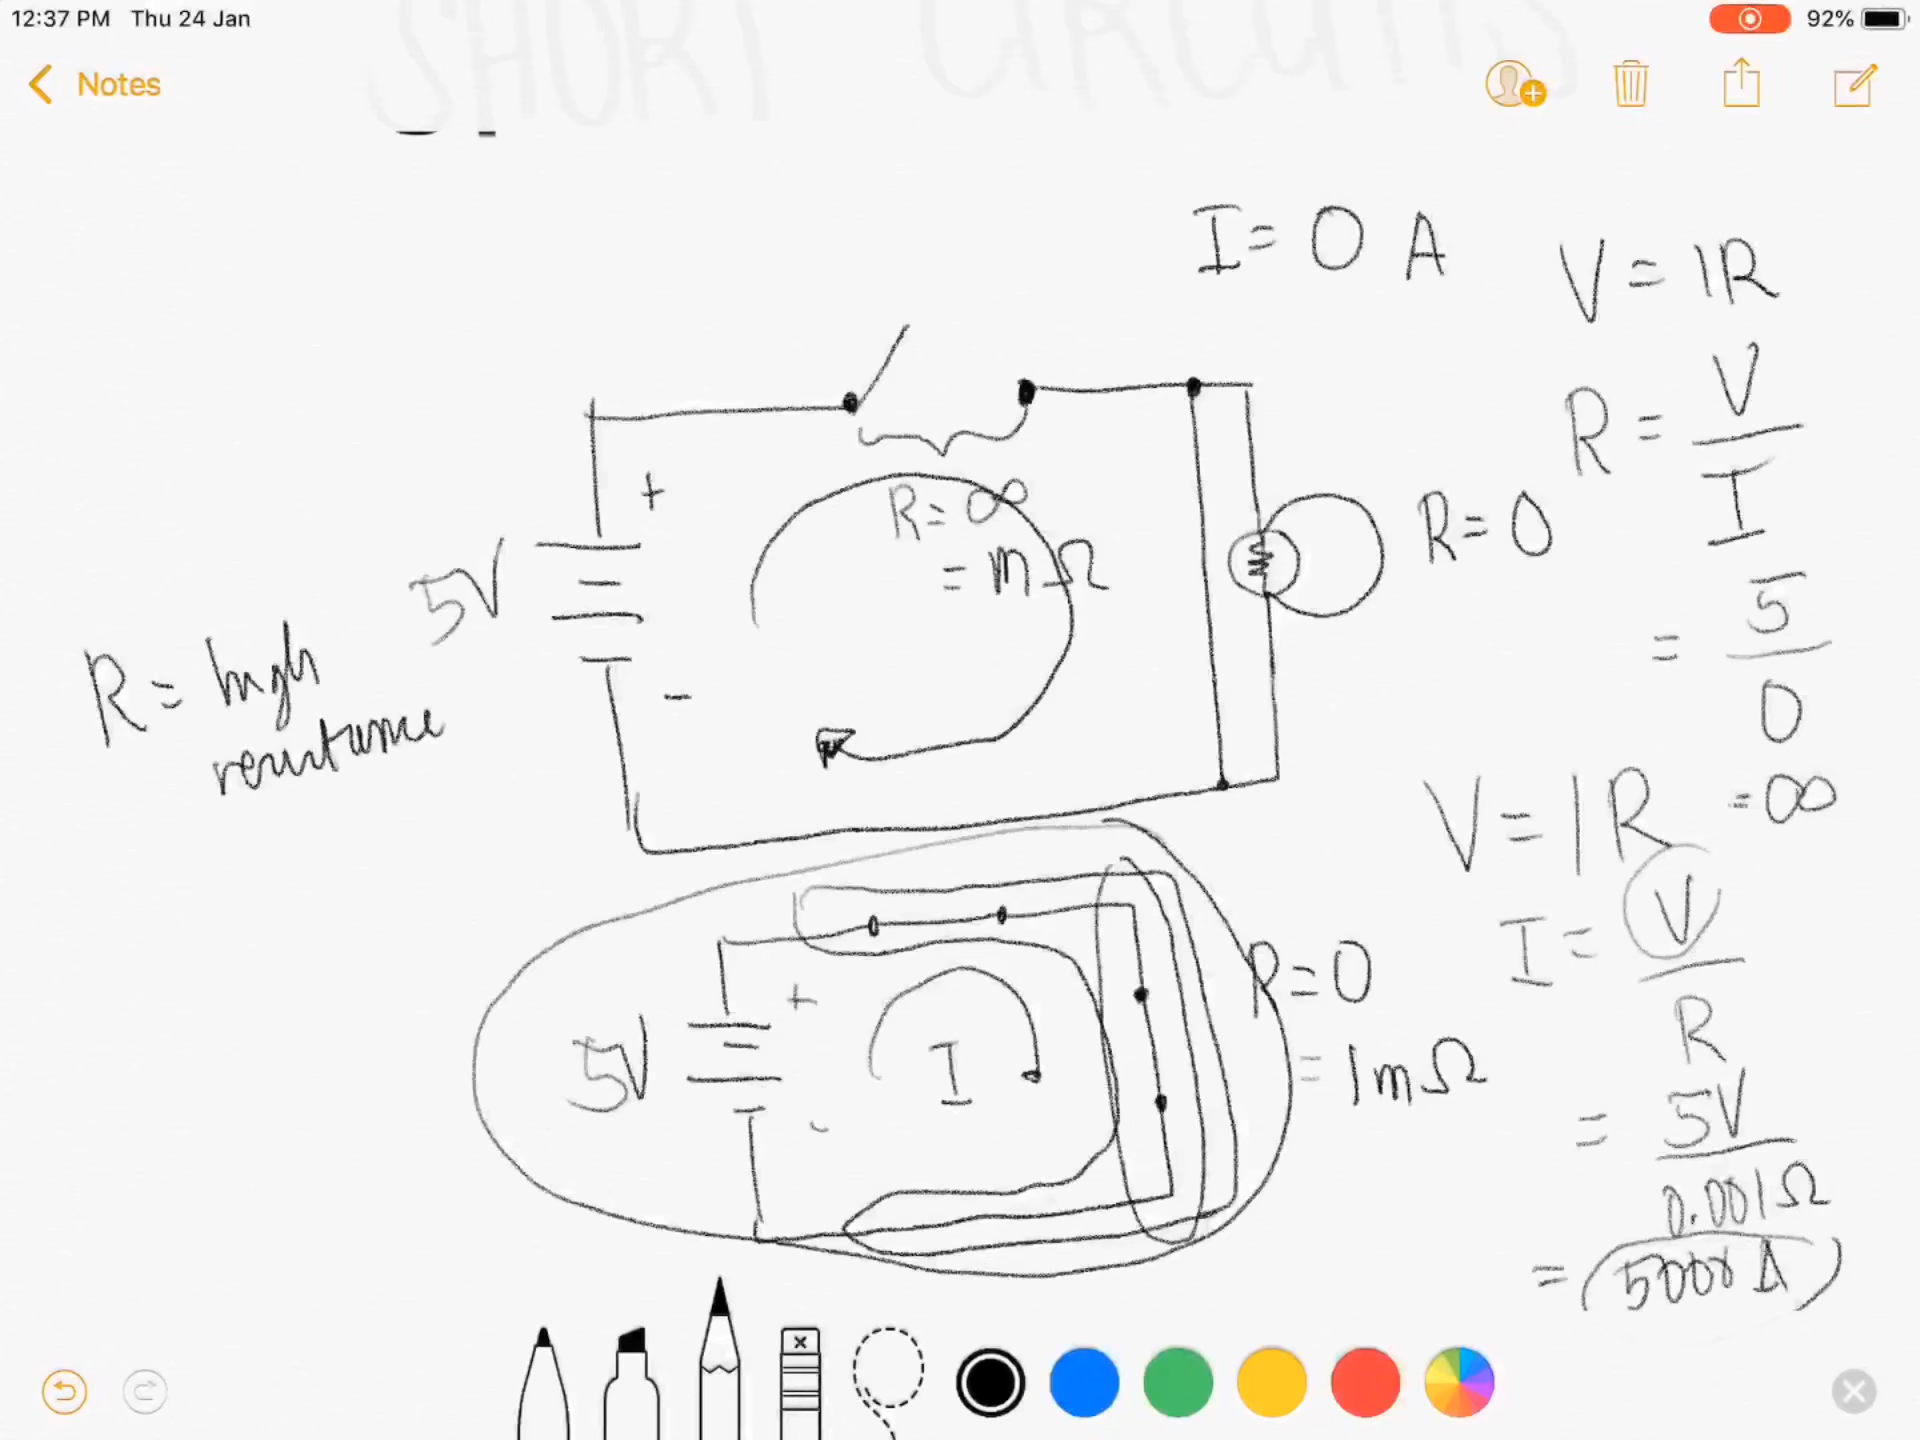 12:37 PM Thu 24 Jan
92%
SHORT CIRCUITS
Notes
I = 0 A
V = IR
R = V
I
= 5
0
= ∞
+
R = ∞
= mΩ
R = 0
5V
-
R = high
resistance
V = IR
I = V
R
= 5V
0.001Ω
= 5000 A
+
5V
I
-
R = 0
= 1mΩ